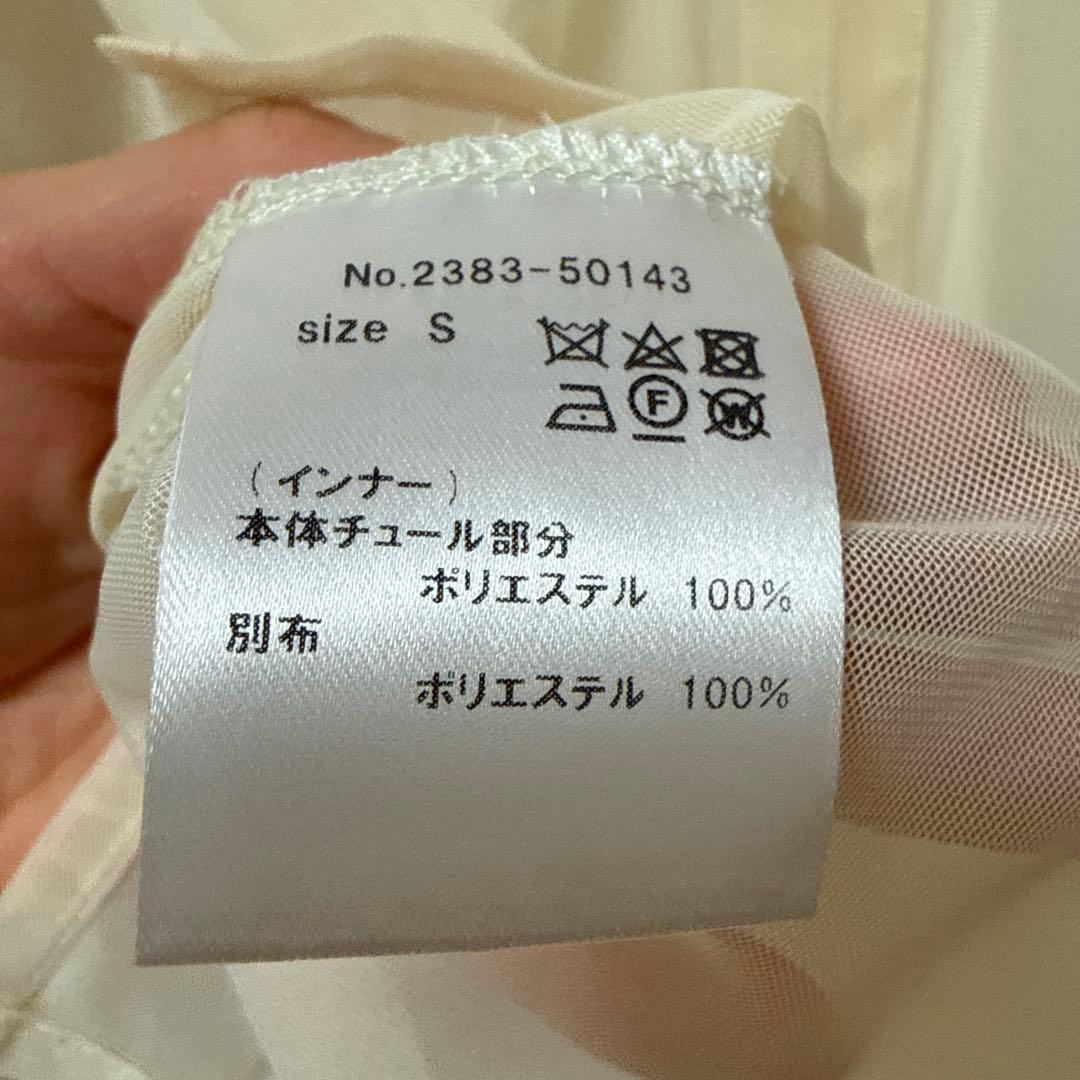 No.2383-50143
size S
F W
(インナー)
本体チュール部分
ポリエステル 100%
別布
ポリエステル 100%